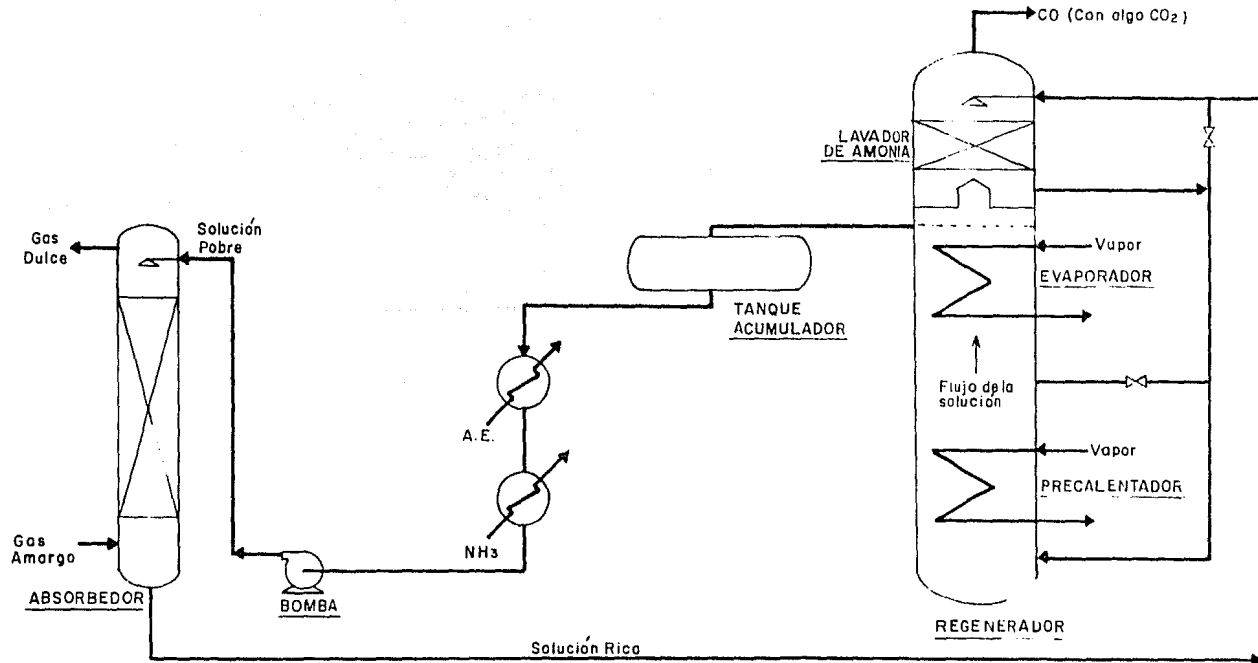 CO (Con algo CO2)
LAVADOR
DE AMONIA
Gas
Dulce
Solución
Pobre
Vapor
EVAPORADOR
TANQUE
ACUMULADOR
Flujo de la
solución
A.E.
Vapor
PRECALENTADOR
Gas
Amargo
NH3
ABSORBEDOR
BOMBA
REGENERADOR
Solución Rica